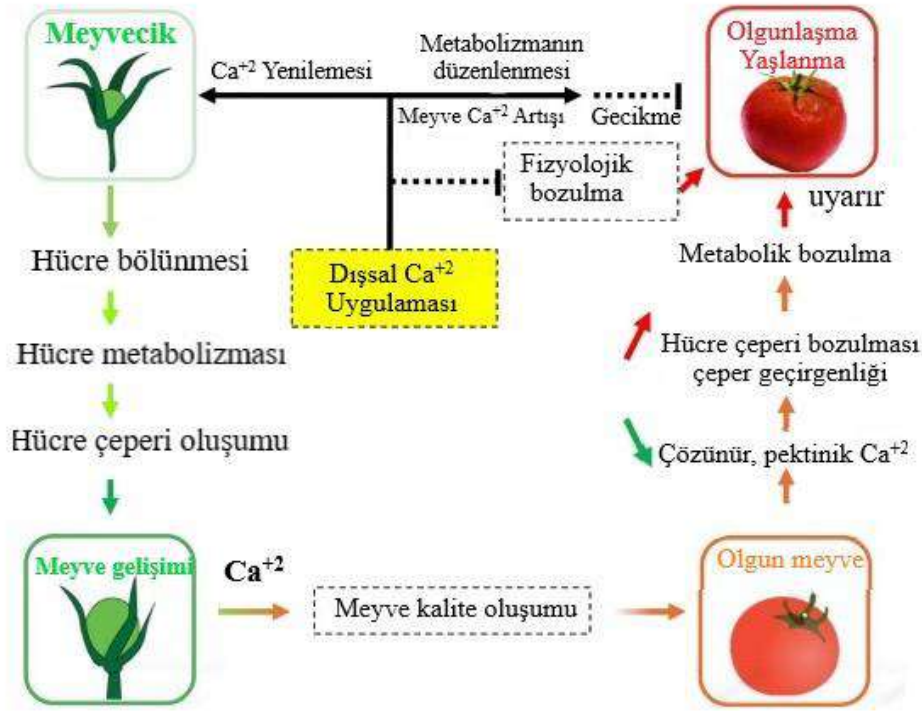 Meyvecik
Ca⁺² Yenilemesi
Metabolizmanın
düzenlenmesi
Meyve Ca⁺² Artışı
Gecikme
Olgunlaşma
Yaşlanma
Fizyolojik
bozulma
uyarır
Dışsal Ca⁺²
Uygulaması
Hücre bölünmesi
Hücre metabolizması
Hücre çeperi oluşumu
Metabolik bozulma
Hücre çeperi bozulması
çeper geçirgenliği
Çözünür, pektinik Ca⁺²
Meyve gelişimi
Ca⁺²
Meyve kalite oluşumu
Olgun meyve